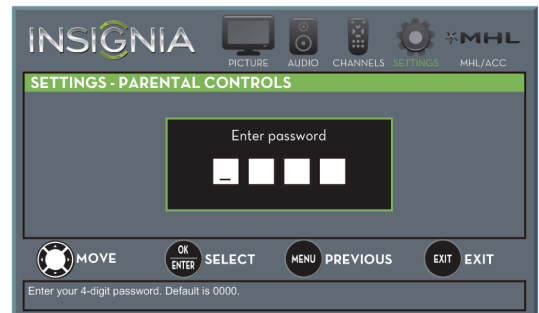 INSIGNIA
MHL
PICTURE AUDIO CHANNELS SETTINGS MHL/ACC
SETTINGS - PARENTAL CONTROLS
Enter password
_
MOVE OK ENTER SELECT MENU PREVIOUS EXIT EXIT
Enter your 4-digit password. Default is 0000.